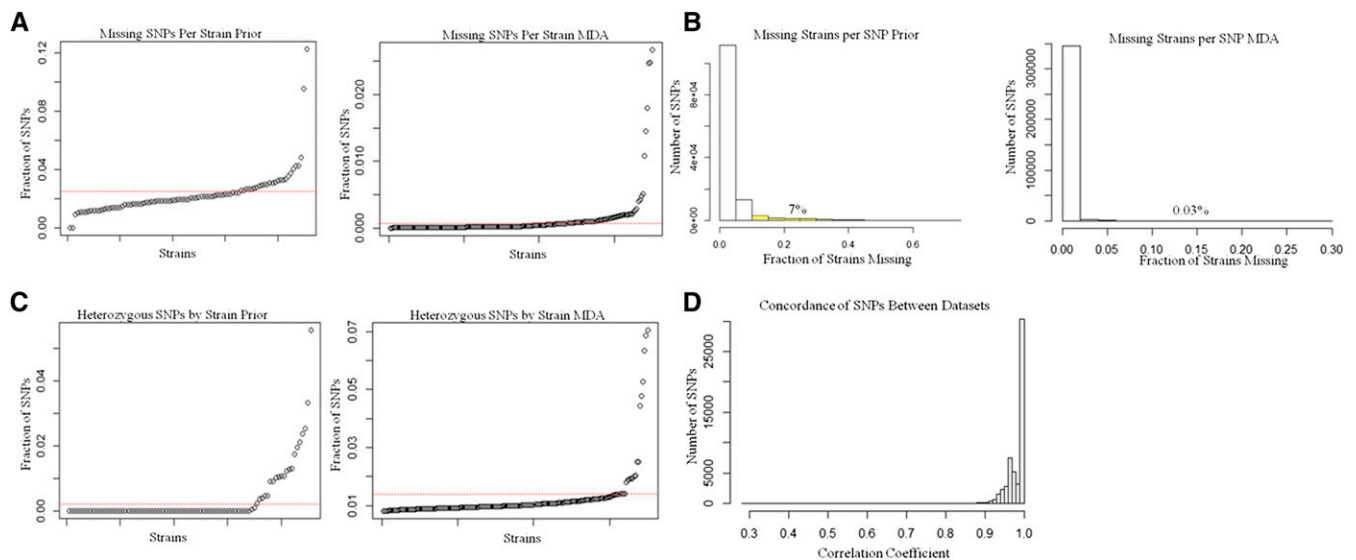 A
Missing SNPs Per Strain Prior
Fraction of SNPs
0.00 0.04 0.08 0.12
Strains
Missing SNPs Per Strain MDA
Fraction of SNPs
0.000 0.010 0.020
Strains
B
Missing Strains per SNP Prior
Number of SNPs
0e+00 4e+04 8e+04
7%
0.0 0.2 0.4 0.6
Fraction of Strains Missing
Missing Strains per SNP MDA
Number of SNPs
0 100000 200000 300000
0.03%
0.00 0.05 0.10 0.15 0.20 0.25 0.30
Fraction of Strains Missing
C
Heterozygous SNPs by Strain Prior
Fraction of SNPs
0.00 0.02 0.04
Strains
Heterozygous SNPs by Strain MDA
Fraction of SNPs
0.01 0.03 0.05 0.07
Strains
D
Concordance of SNPs Between Datasets
Number of SNPs
0 5000 15000 25000
0.3 0.4 0.5 0.6 0.7 0.8 0.9 1.0
Correlation Coefficient